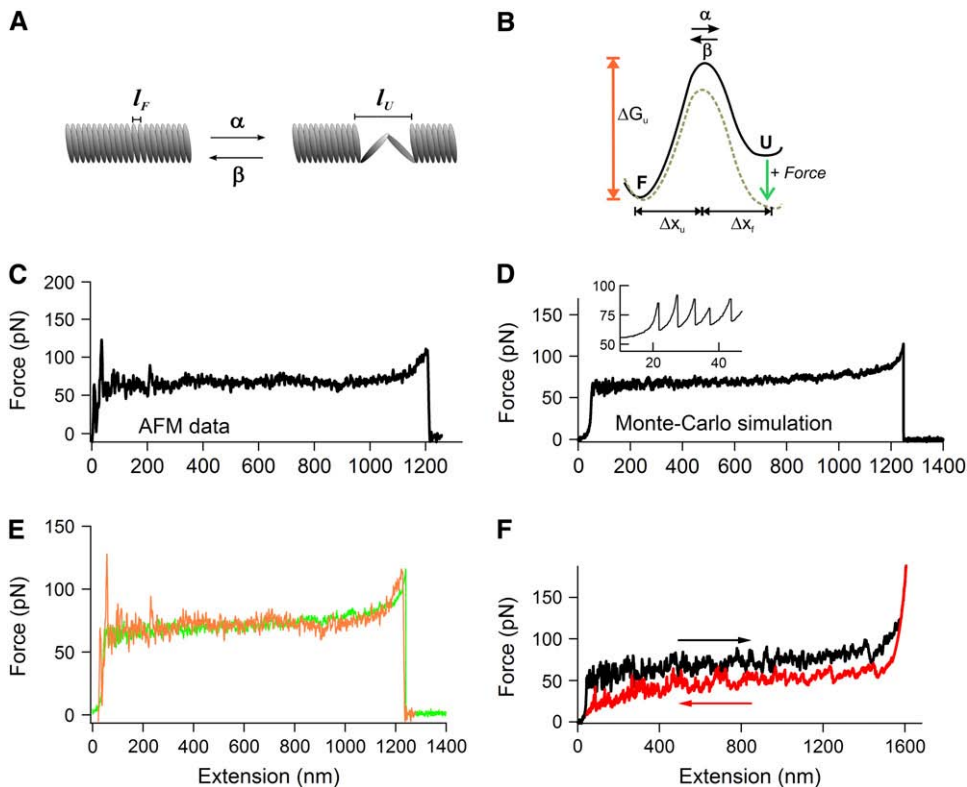 A
l_F
l_U
α
β
B
α
β
ΔG_u
F
U
+ Force
Δx_u
Δx_f
C
Force (pN)
200
150
100
50
0
AFM data
0 200 400 600 800 1000 1200
D
Force (pN)
150
100
50
0
100
75
50
20 40
Monte-Carlo simulation
0 200 400 600 800 1000 1200 1400
E
Force (pN)
150
100
50
0
0 200 400 600 800 1000 1200 1400
Extension (nm)
F
Force (pN)
150
100
50
0
0 400 800 1200 1600
Extension (nm)